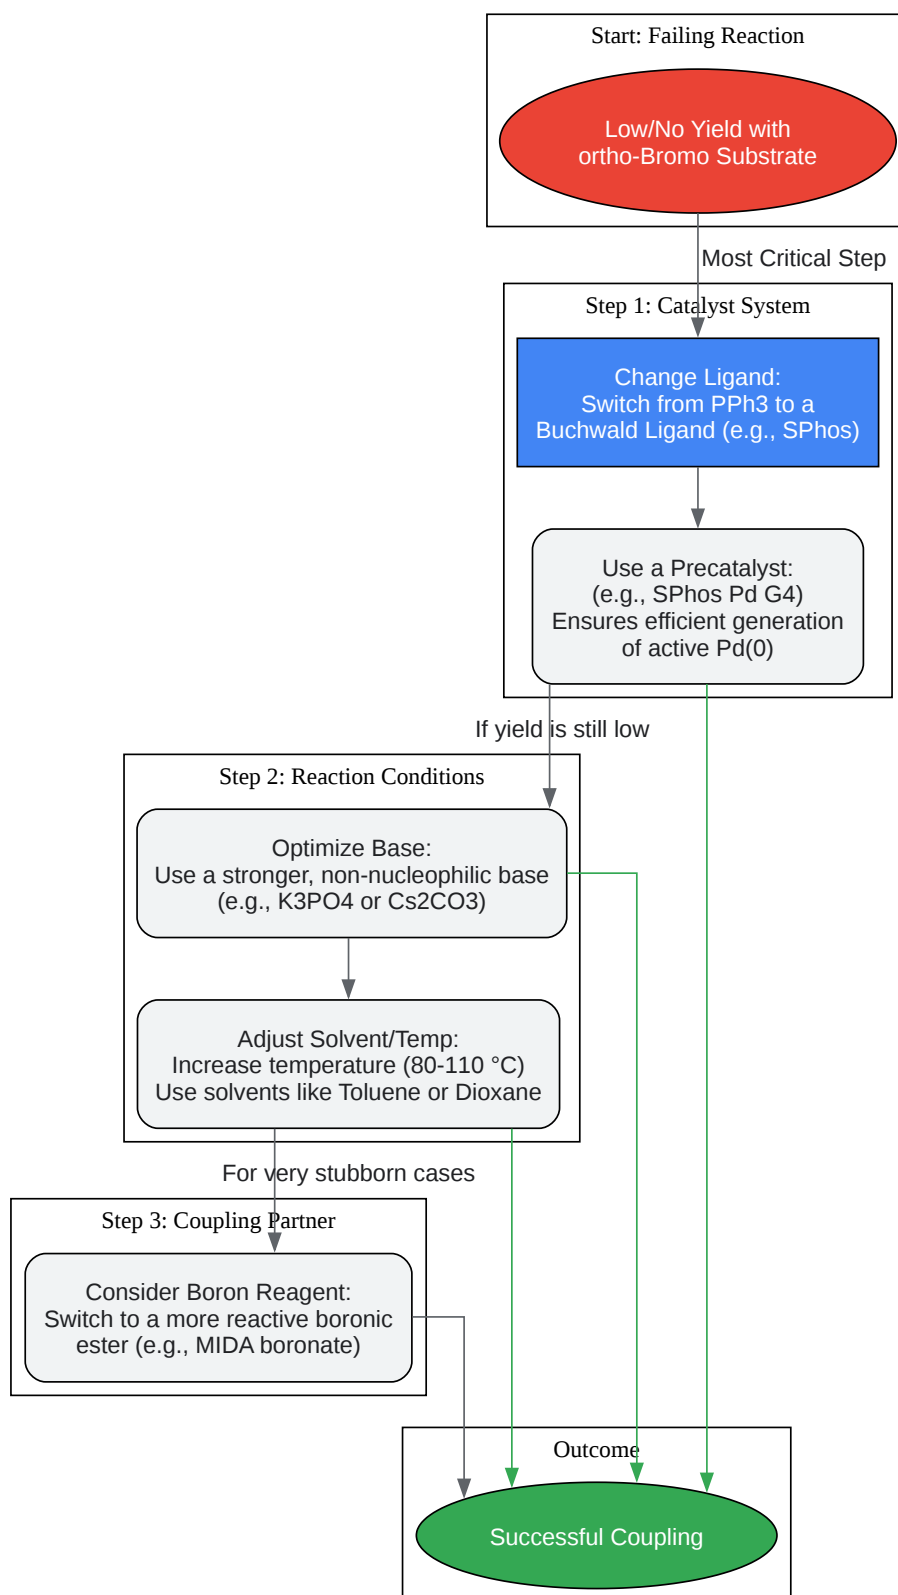 Start: Failing Reaction
Low/No Yield with
ortho-Bromo Substrate
Most Critical Step
Step 1: Catalyst System
Change Ligand:
Switch from PPh3 to a
Buchwald Ligand (e.g., SPhos)
Use a Precatalyst:
(e.g., SPhos Pd G4)
Ensures efficient generation
of active Pd(0)
If yield is still low
Step 2: Reaction Conditions
Optimize Base:
Use a stronger, non-nucleophilic base
(e.g., K3PO4 or Cs2CO3)
Adjust Solvent/Temp:
Increase temperature (80-110 °C)
Use solvents like Toluene or Dioxane
For very stubborn cases
Step 3: Coupling Partner
Consider Boron Reagent:
Switch to a more reactive boronic
ester (e.g., MIDA boronate)
Outcome
Successful Coupling